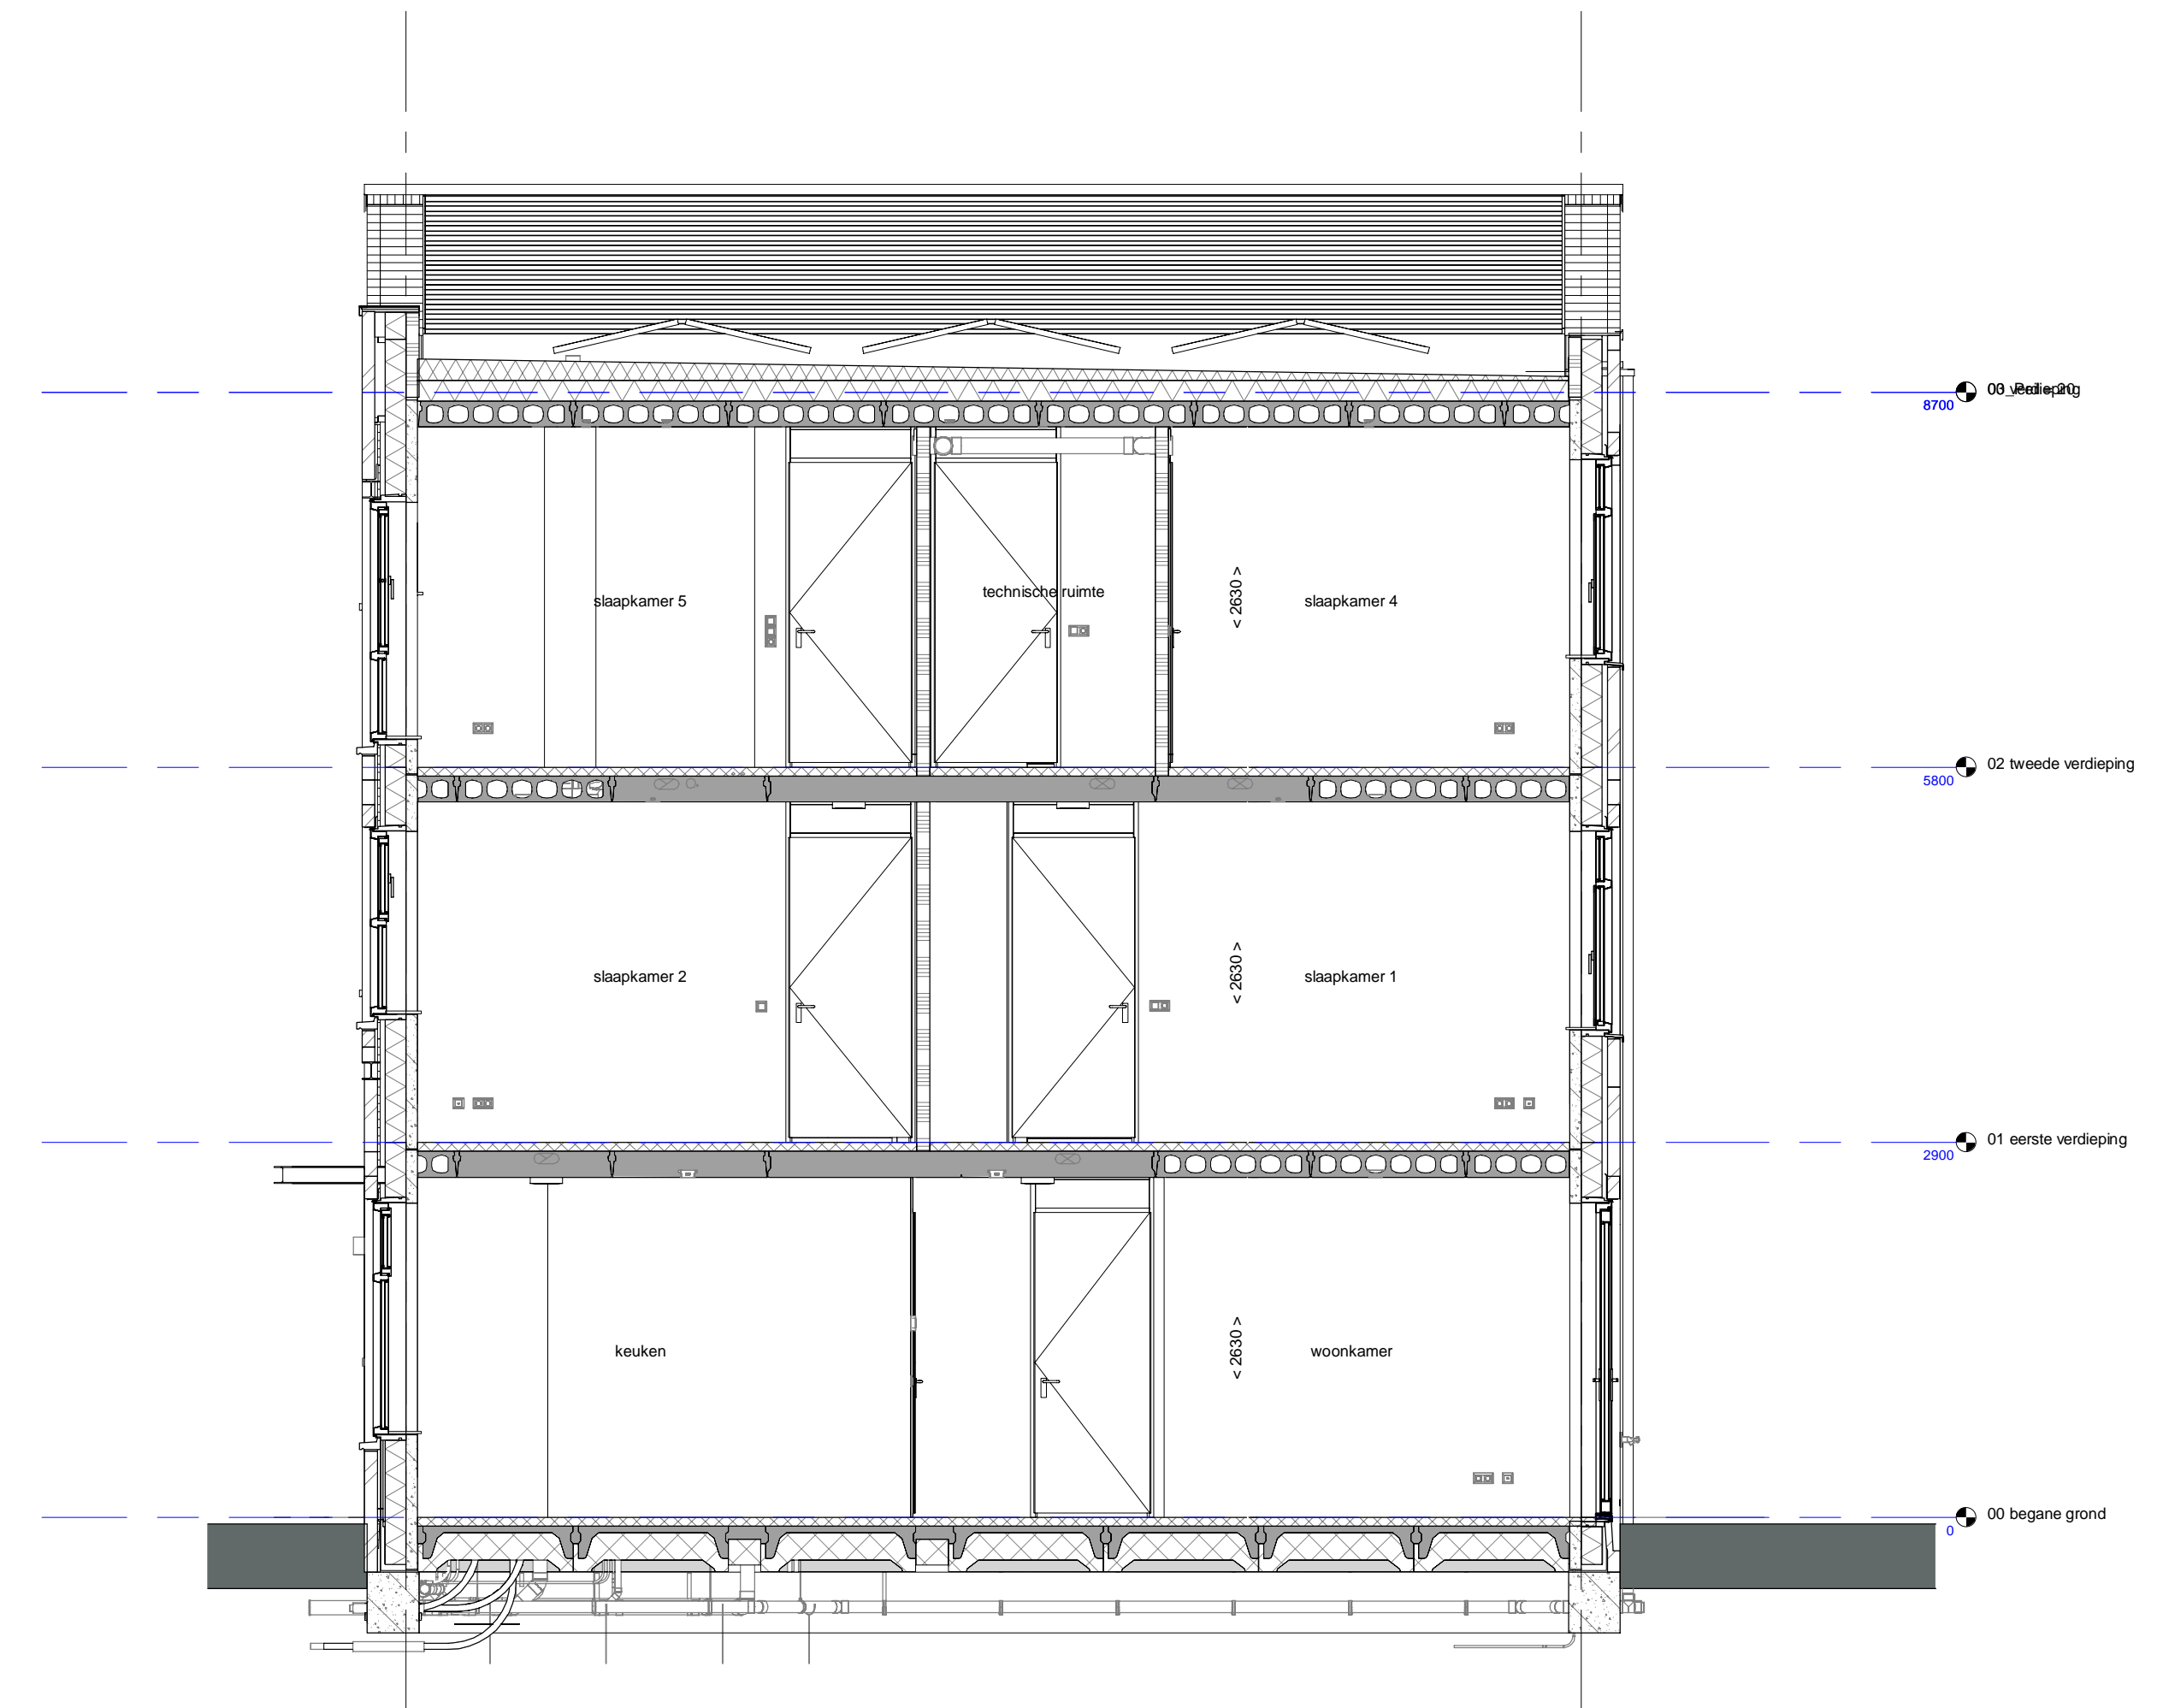 8700
slaapkamer 5
technische ruimte
< 2630 >
slaapkamer 4
02 tweede verdieping
5800
slaapkamer 2
< 2630 >
slaapkamer 1
01 eerste verdieping
2900
keuken
< 2630 >
woonkamer
00 begane grond
0